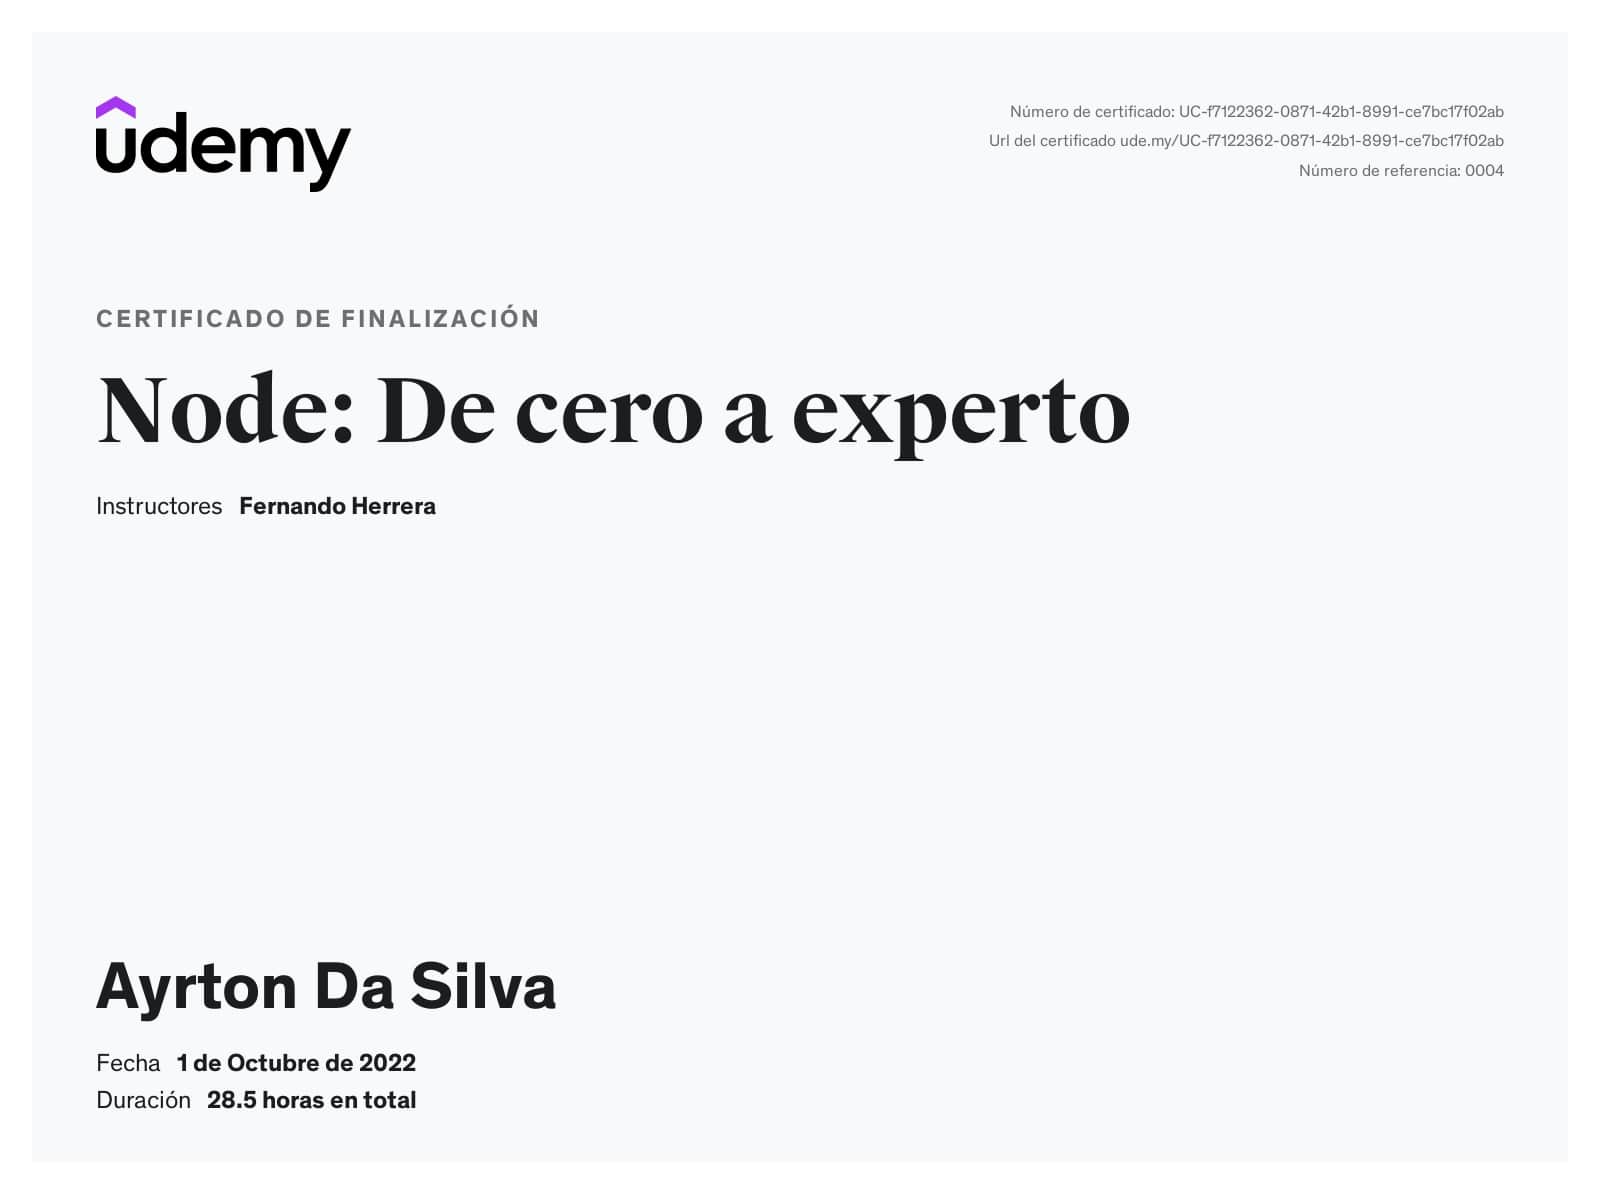 udemy
Número de certificado: UC-f7122362-0871-42b1-8991-ce7bc17f02ab
Url del certificado ude.my/UC-f7122362-0871-42b1-8991-ce7bc17f02ab
Número de referencia: 0004
CERTIFICADO DE FINALIZACIÓN
Node: De cero a experto
Instructores Fernando Herrera
Ayrton Da Silva
Fecha 1 de Octubre de 2022
Duración 28.5 horas en total